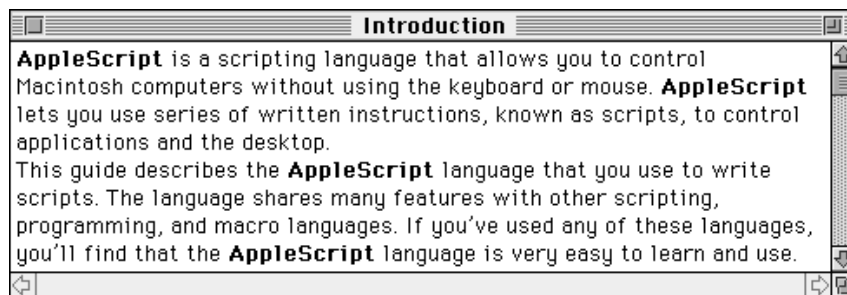 Introduction
AppleScript is a scripting language that allows you to control
Macintosh computers without using the keyboard or mouse. AppleScript
lets you use series of written instructions, known as scripts, to control
applications and the desktop.
This guide describes the AppleScript language that you use to write
scripts. The language shares many features with other scripting,
programming, and macro languages. If you’ve used any of these languages,
you’ll find that the AppleScript language is very easy to learn and use.